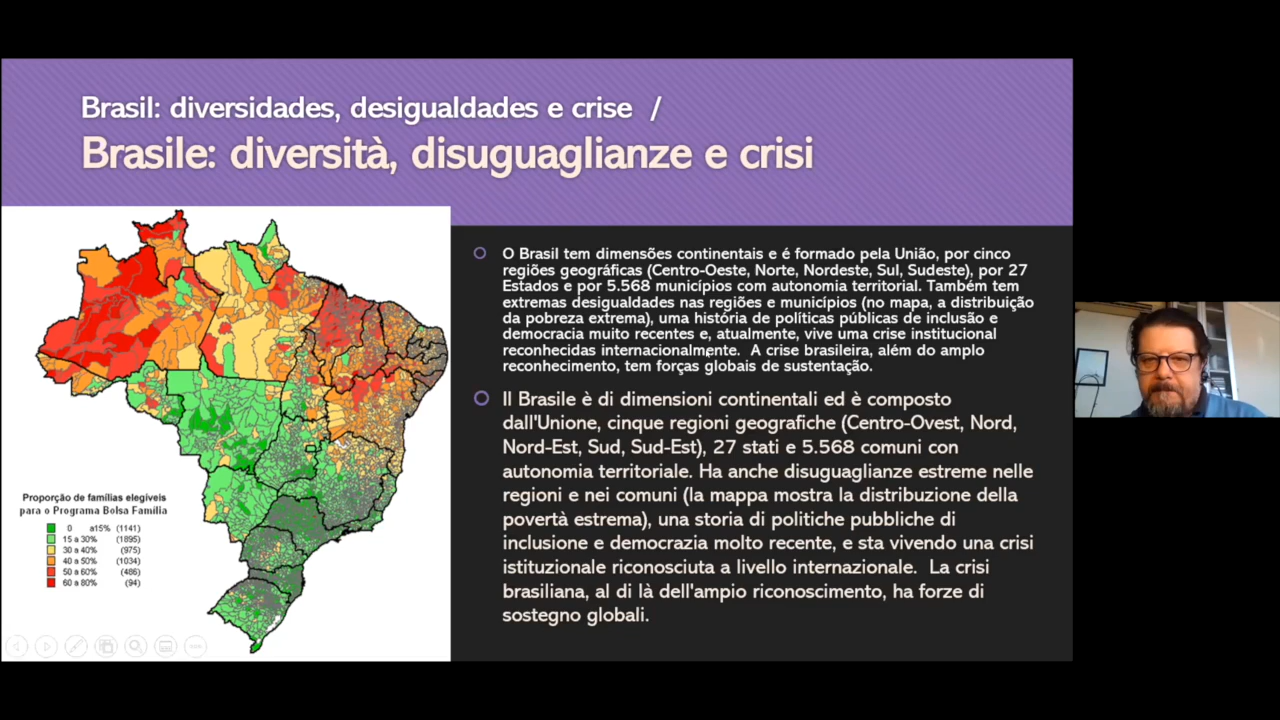 Brasil: diversidades, desigualdades e crise /
Brasile: diversità, disuguaglianze e crisi
O Brasil tem dimensões continentais e é formado pela União, por cinco
regiões geográficas (Centro-Oeste, Norte, Nordeste, Sul, Sudeste), por 27
Estados e por 5.568 municípios com autonomia territorial. Também tem
extremas desigualdades nas regiões e municípios (no mapa, a distribuição
da pobreza extrema), uma história de políticas públicas de inclusão e
democracia muito recentes e, atualmente, vive uma crise institucional
reconhecidas internacionalmente. A crise brasileira, além do amplo
reconhecimento, tem forças globais de sustentação.
Il Brasile è di dimensioni continentali ed è composto
dall'Unione, cinque regioni geografiche (Centro-Ovest, Nord,
Nord-Est, Sud, Sud-Est), 27 stati e 5.568 comuni con
autonomia territoriale. Ha anche disuguaglianze estreme nelle
regioni e nei comuni (la mappa mostra la distribuzione della
povertà estrema), una storia di politiche pubbliche di
inclusione e democrazia molto recente, e sta vivendo una crisi
istituzionale riconosciuta a livello internazionale. La crisi
brasiliana, al di là dell'ampio riconoscimento, ha forze di
sostegno globali.
Proporção de famílias elegíveis
para o Programa Bolsa Família
0 a15% (1141)
15 a 30% (1895)
30 a 40% (975)
40 a 50% (1034)
50 a 60% (486)
60 a 80% (94)